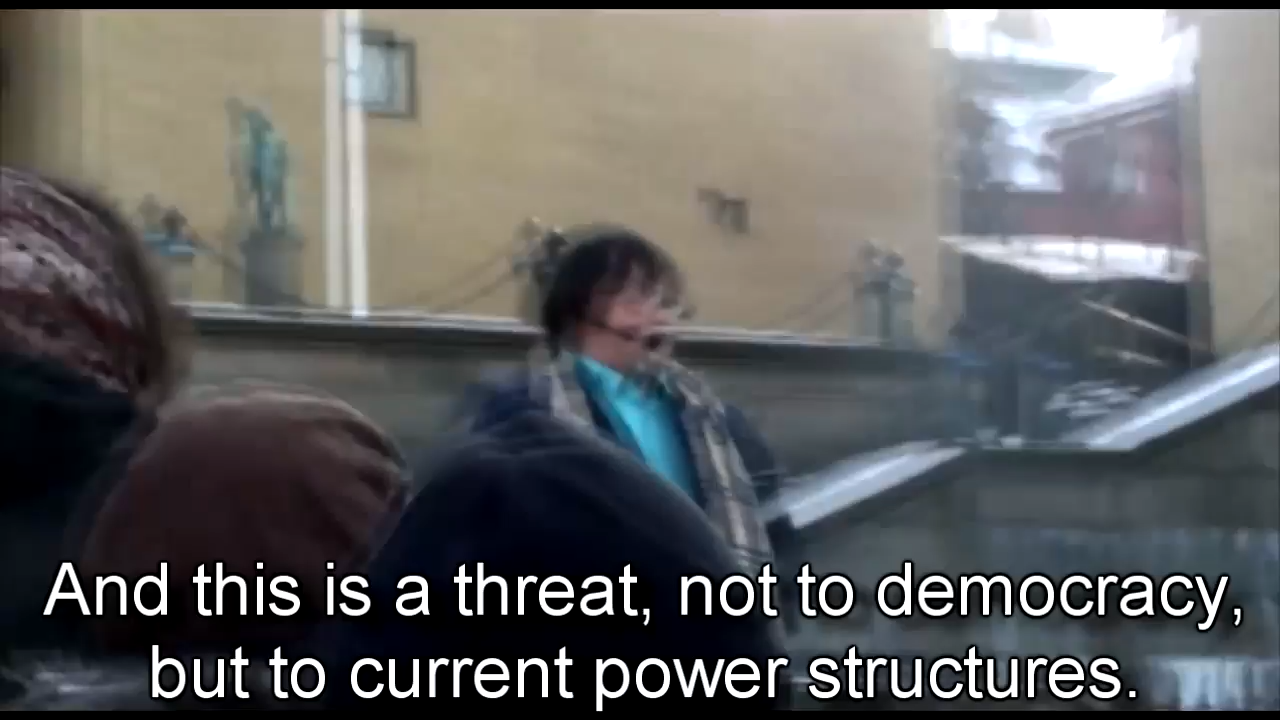 And this is a threat, not to democracy,
but to current power structures.